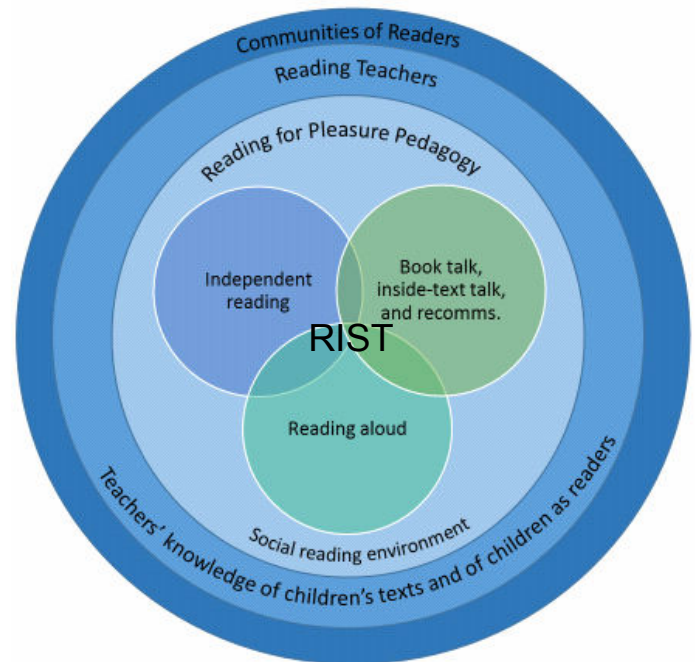 Communities of Readers
Reading Teachers
Reading for Pleasure Pedagogy
Independent
reading
Book talk,
inside-text talk,
and recomms.
RIST
Reading aloud
Social reading environment
Teachers' knowledge of children's texts and of children as readers